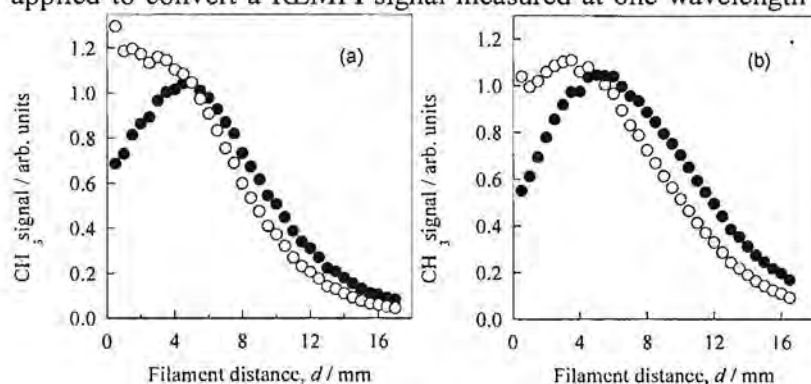 applied to convert a REMPI signal measured at one wavelength
(a)
CH3 signal / arb. units
1.2
1.0
0.8
0.6
0.4
0.2
0.0
0 4 8 12 16
Filament distance, d / mm
(b)
CH3 signal / arb. units
1.2
1.0
0.8
0.6
0.4
0.2
0.0
0 4 8 12 16
Filament distance, d / mm